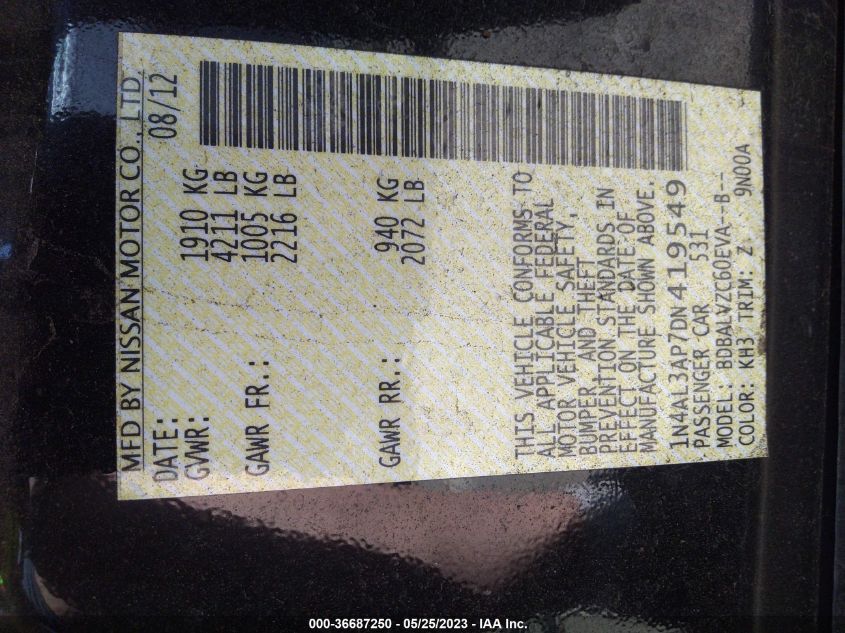 MFD BY NISSAN MOTOR CO., LTD.
DATE: 08/12
GVWR: 1910 KG
4211 LB
GAWR FR.: 1005 KG
2216 LB
GAWR RR.: 940 KG
2072 LB
THIS VEHICLE CONFORMS TO
ALL APPLICABLE FEDERAL
MOTOR VEHICLE SAFETY,
BUMPER AND THEFT
PREVENTION STANDARDS IN
EFFECT ON THE DATE OF
MANUFACTURE SHOWN ABOVE.
1N4AL3AP7DN419549
PASSENGER CAR 531
MODEL: BDBALVZC60EVA--B--
COLOR: KH3 TRIM: Z 9N00A
000-36687250 - 05/25/2023 - IAA Inc.